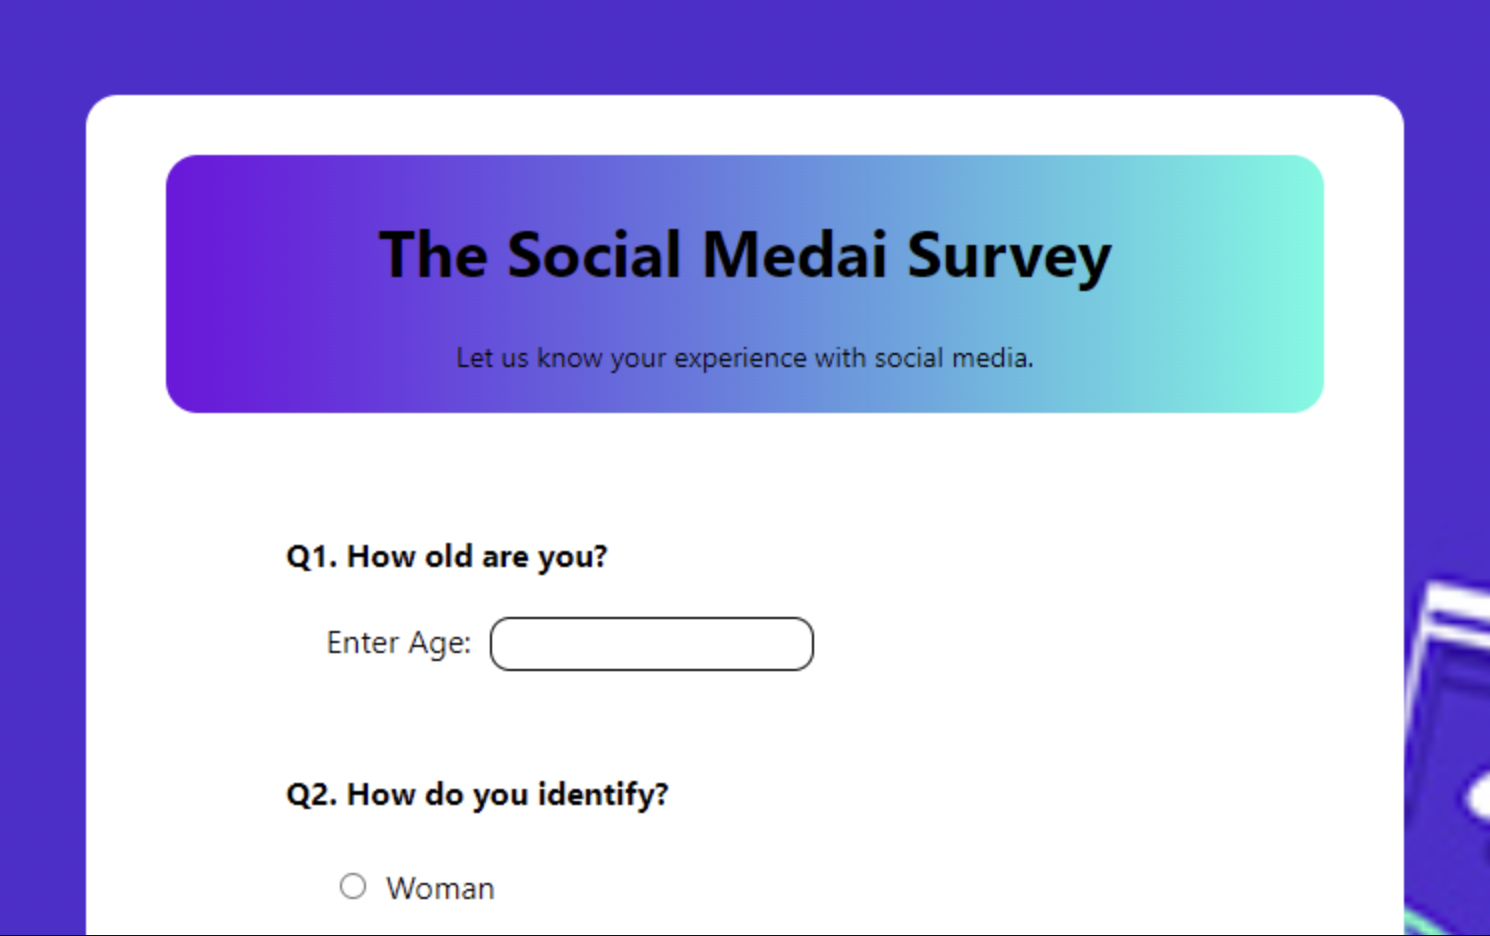 The Social Medai Survey
Let us know your experience with social media.
Q1. How old are you?
Enter Age:
Q2. How do you identify?
Woman